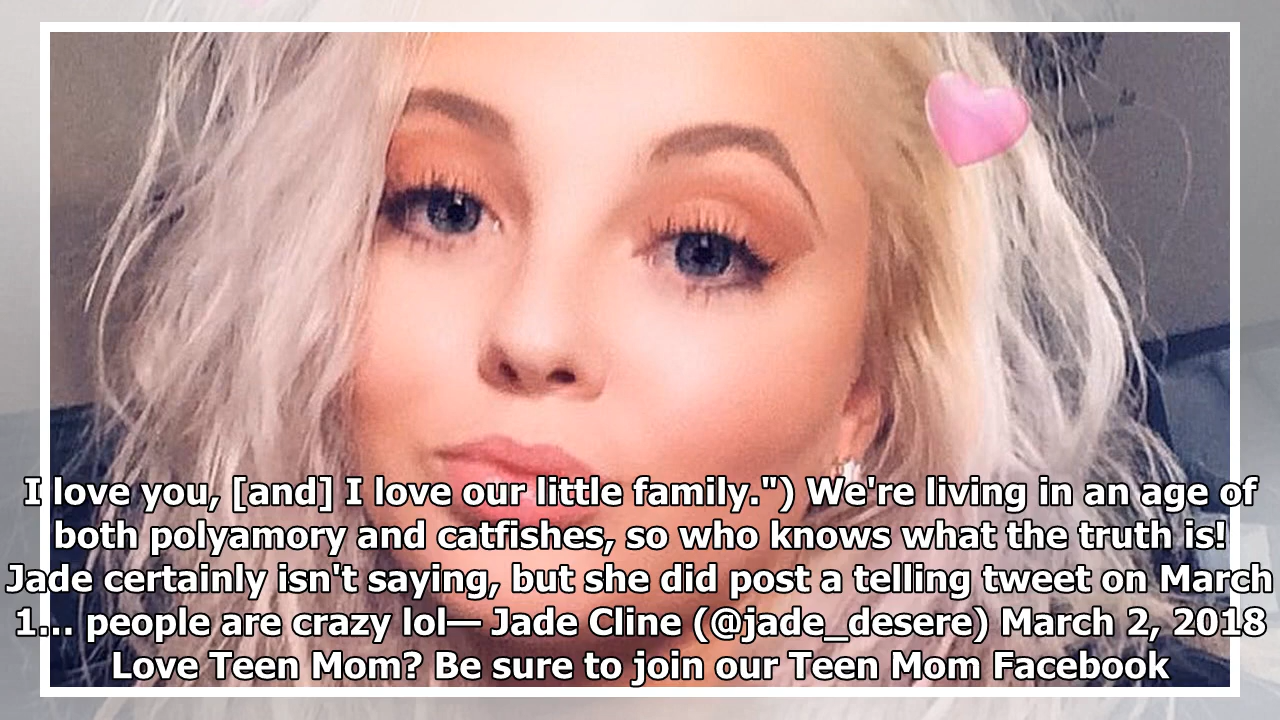 I love you, [and] I love our little family.") We're living in an age of
both polyamory and catfishes, so who knows what the truth is!
Jade certainly isn't saying, but she did post a telling tweet on March
1... people are crazy lol— Jade Cline (@jade_desere) March 2, 2018
Love Teen Mom? Be sure to join our Teen Mom Facebook